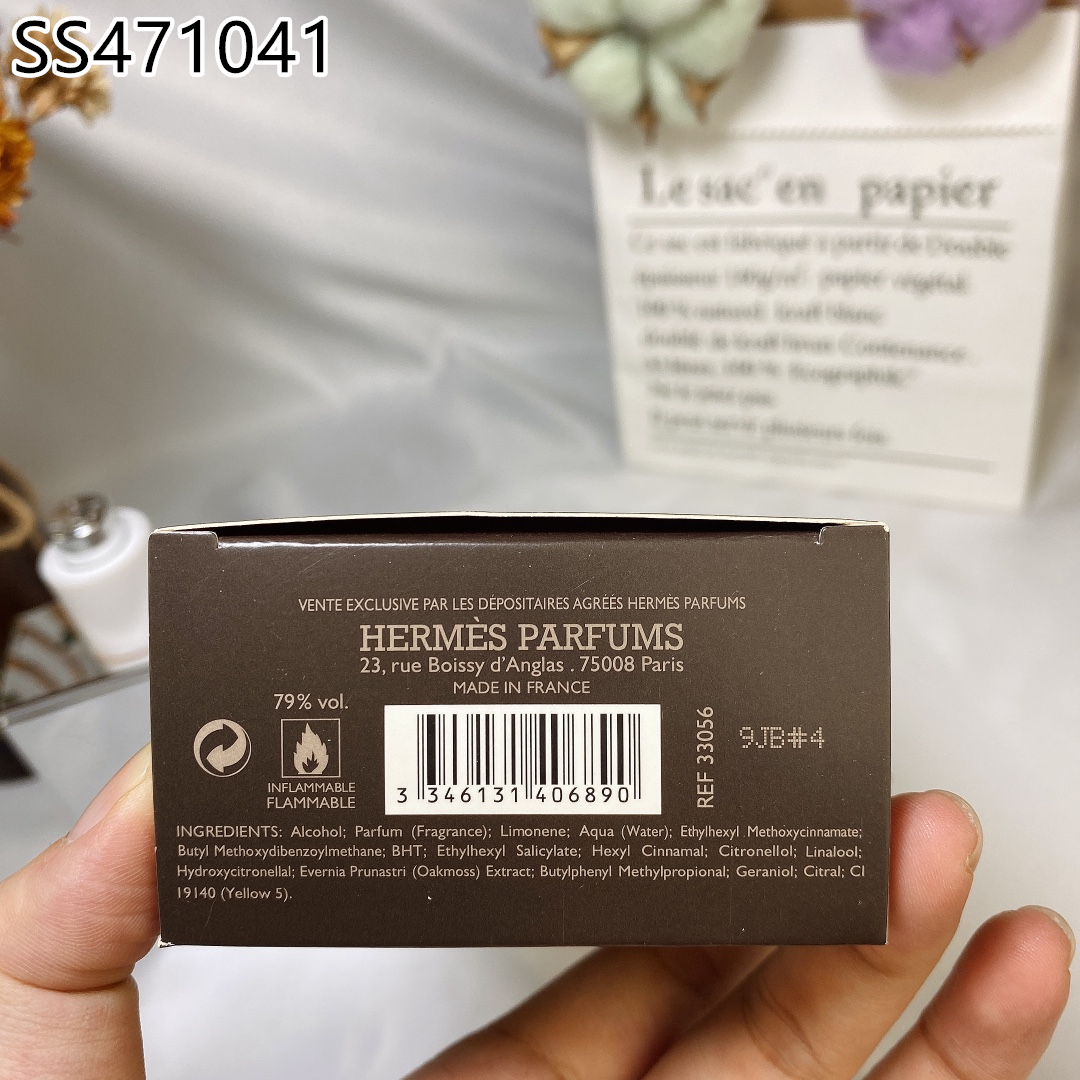 SS471041
Le sac en papier
VENTE EXCLUSIVE PAR LES DÉPOSITAIRES AGRÉÉS HERMÈS PARFUMS
HERMÈS PARFUMS
23, rue Boissy d'Anglas . 75008 Paris
MADE IN FRANCE
79% vol.
INFLAMMABLE
FLAMMABLE
3 346131 406890
REF 33056
9JB#4
INGREDIENTS: Alcohol; Parfum (Fragrance); Limonene; Aqua (Water); Ethylhexyl Methoxycinnamate;
Butyl Methoxydibenzoylmethane; BHT; Ethylhexyl Salicylate; Hexyl Cinnamal; Citronellol; Linalool;
Hydroxycitronellal; Evernia Prunastri (Oakmoss) Extract; Butylphenyl Methylpropional; Geraniol; Citral; CI
19140 (Yellow 5).